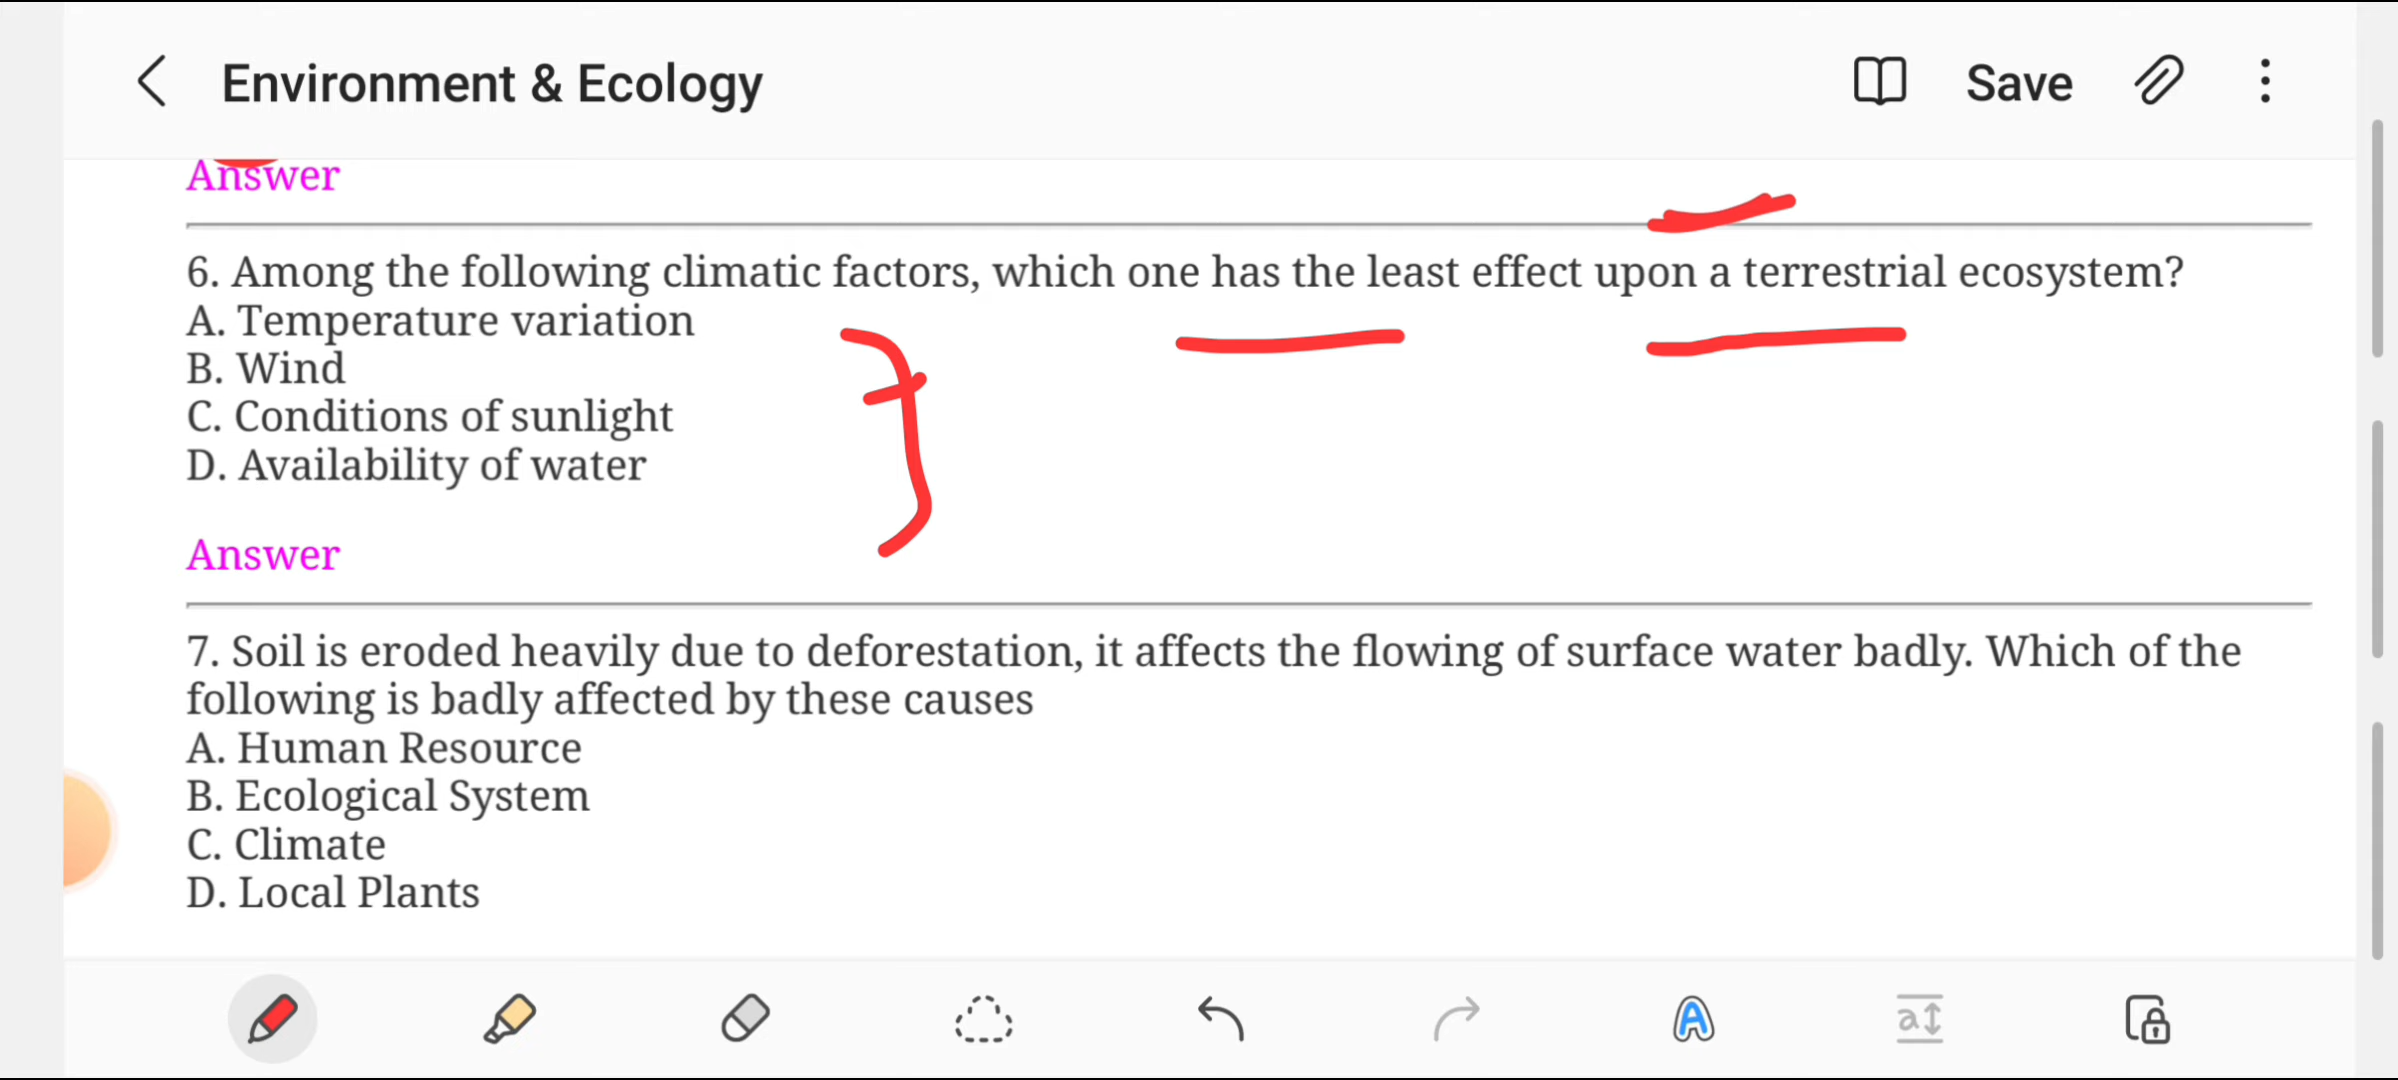 Environment & Ecology
Save
Answer
6. Among the following climatic factors, which one has the least effect upon a terrestrial ecosystem?
A. Temperature variation
B. Wind
C. Conditions of sunlight
D. Availability of water
Answer
7. Soil is eroded heavily due to deforestation, it affects the flowing of surface water badly. Which of the
following is badly affected by these causes
A. Human Resource
B. Ecological System
C. Climate
D. Local Plants
A
a